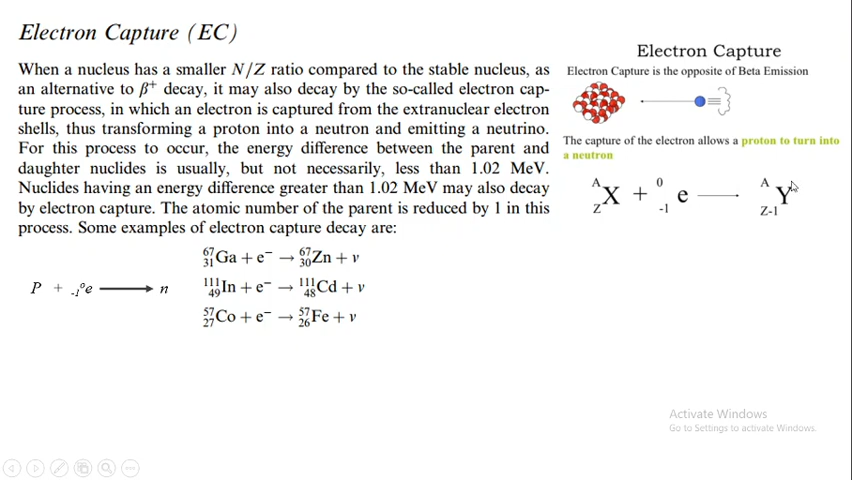 Electron Capture (EC)
When a nucleus has a smaller N/Z ratio compared to the stable nucleus, as
an alternative to β⁺ decay, it may also decay by the so-called electron cap-
ture process, in which an electron is captured from the extranuclear electron
shells, thus transforming a proton into a neutron and emitting a neutrino.
For this process to occur, the energy difference between the parent and
daughter nuclides is usually, but not necessarily, less than 1.02 MeV.
Nuclides having an energy difference greater than 1.02 MeV may also decay
by electron capture. The atomic number of the parent is reduced by 1 in this
process. Some examples of electron capture decay are:
⁶⁷₃₁Ga + e⁻ → ⁶⁷₃₀Zn + ν
P + ₋₁⁰e ⟶ n
¹¹¹₄₉In + e⁻ → ¹¹¹₄₈Cd + ν
⁵⁷₂₇Co + e⁻ → ⁵⁷₂₆Fe + ν
Electron Capture
Electron Capture is the opposite of Beta Emission
The capture of the electron allows a proton to turn into
a neutron
A Z X + 0 -1 e ⟶ A Z-1 Y
Activate Windows
Go to Settings to activate Windows.